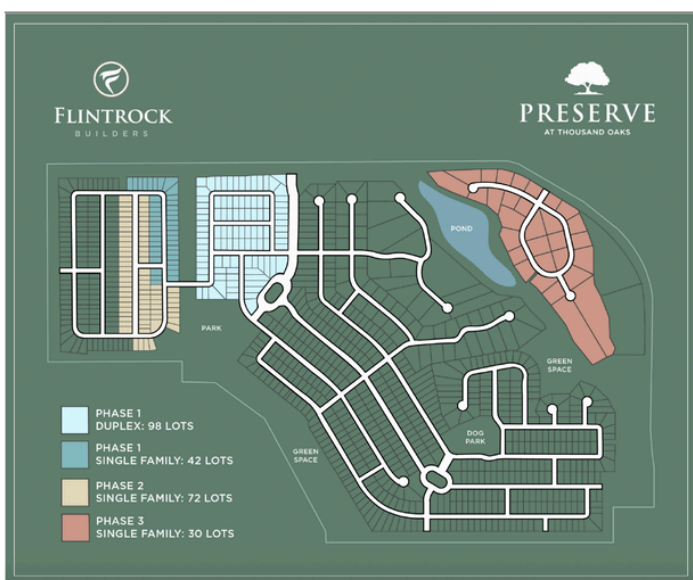 FLINTROCK
BUILDERS
PRESERVE
AT THOUSAND OAKS
POND
PARK
GREEN
SPACE
DOG
PARK
GREEN
SPACE
PHASE 1
DUPLEX: 98 LOTS
PHASE 1
SINGLE FAMILY: 42 LOTS
PHASE 2
SINGLE FAMILY: 72 LOTS
PHASE 3
SINGLE FAMILY: 30 LOTS